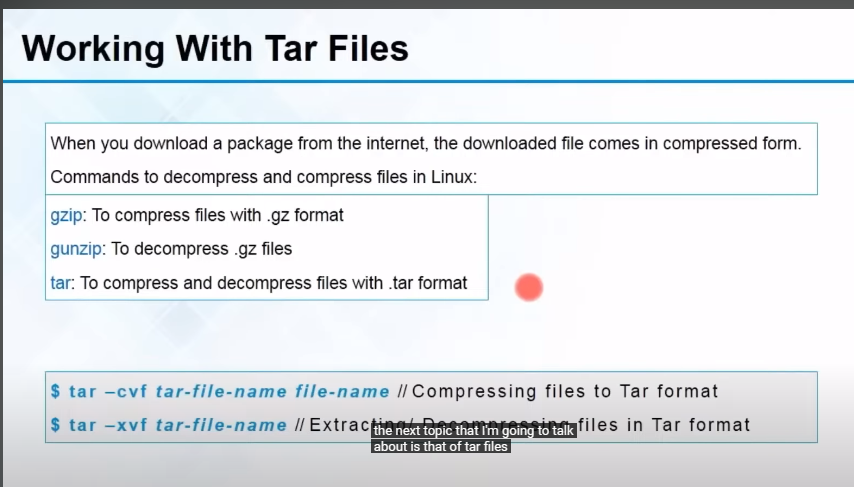 Working With Tar Files
When you download a package from the internet, the downloaded file comes in compressed form.
Commands to decompress and compress files in Linux:
gzip: To compress files with .gz format
gunzip: To decompress .gz files
tar: To compress and decompress files with .tar format
$ tar –cvf tar-file-name file-name // Compressing files to Tar format
$ tar –xvf tar-file-name // Extracting/ Decompressing files in Tar format
the next topic that I'm going to talk
about is that of tar files